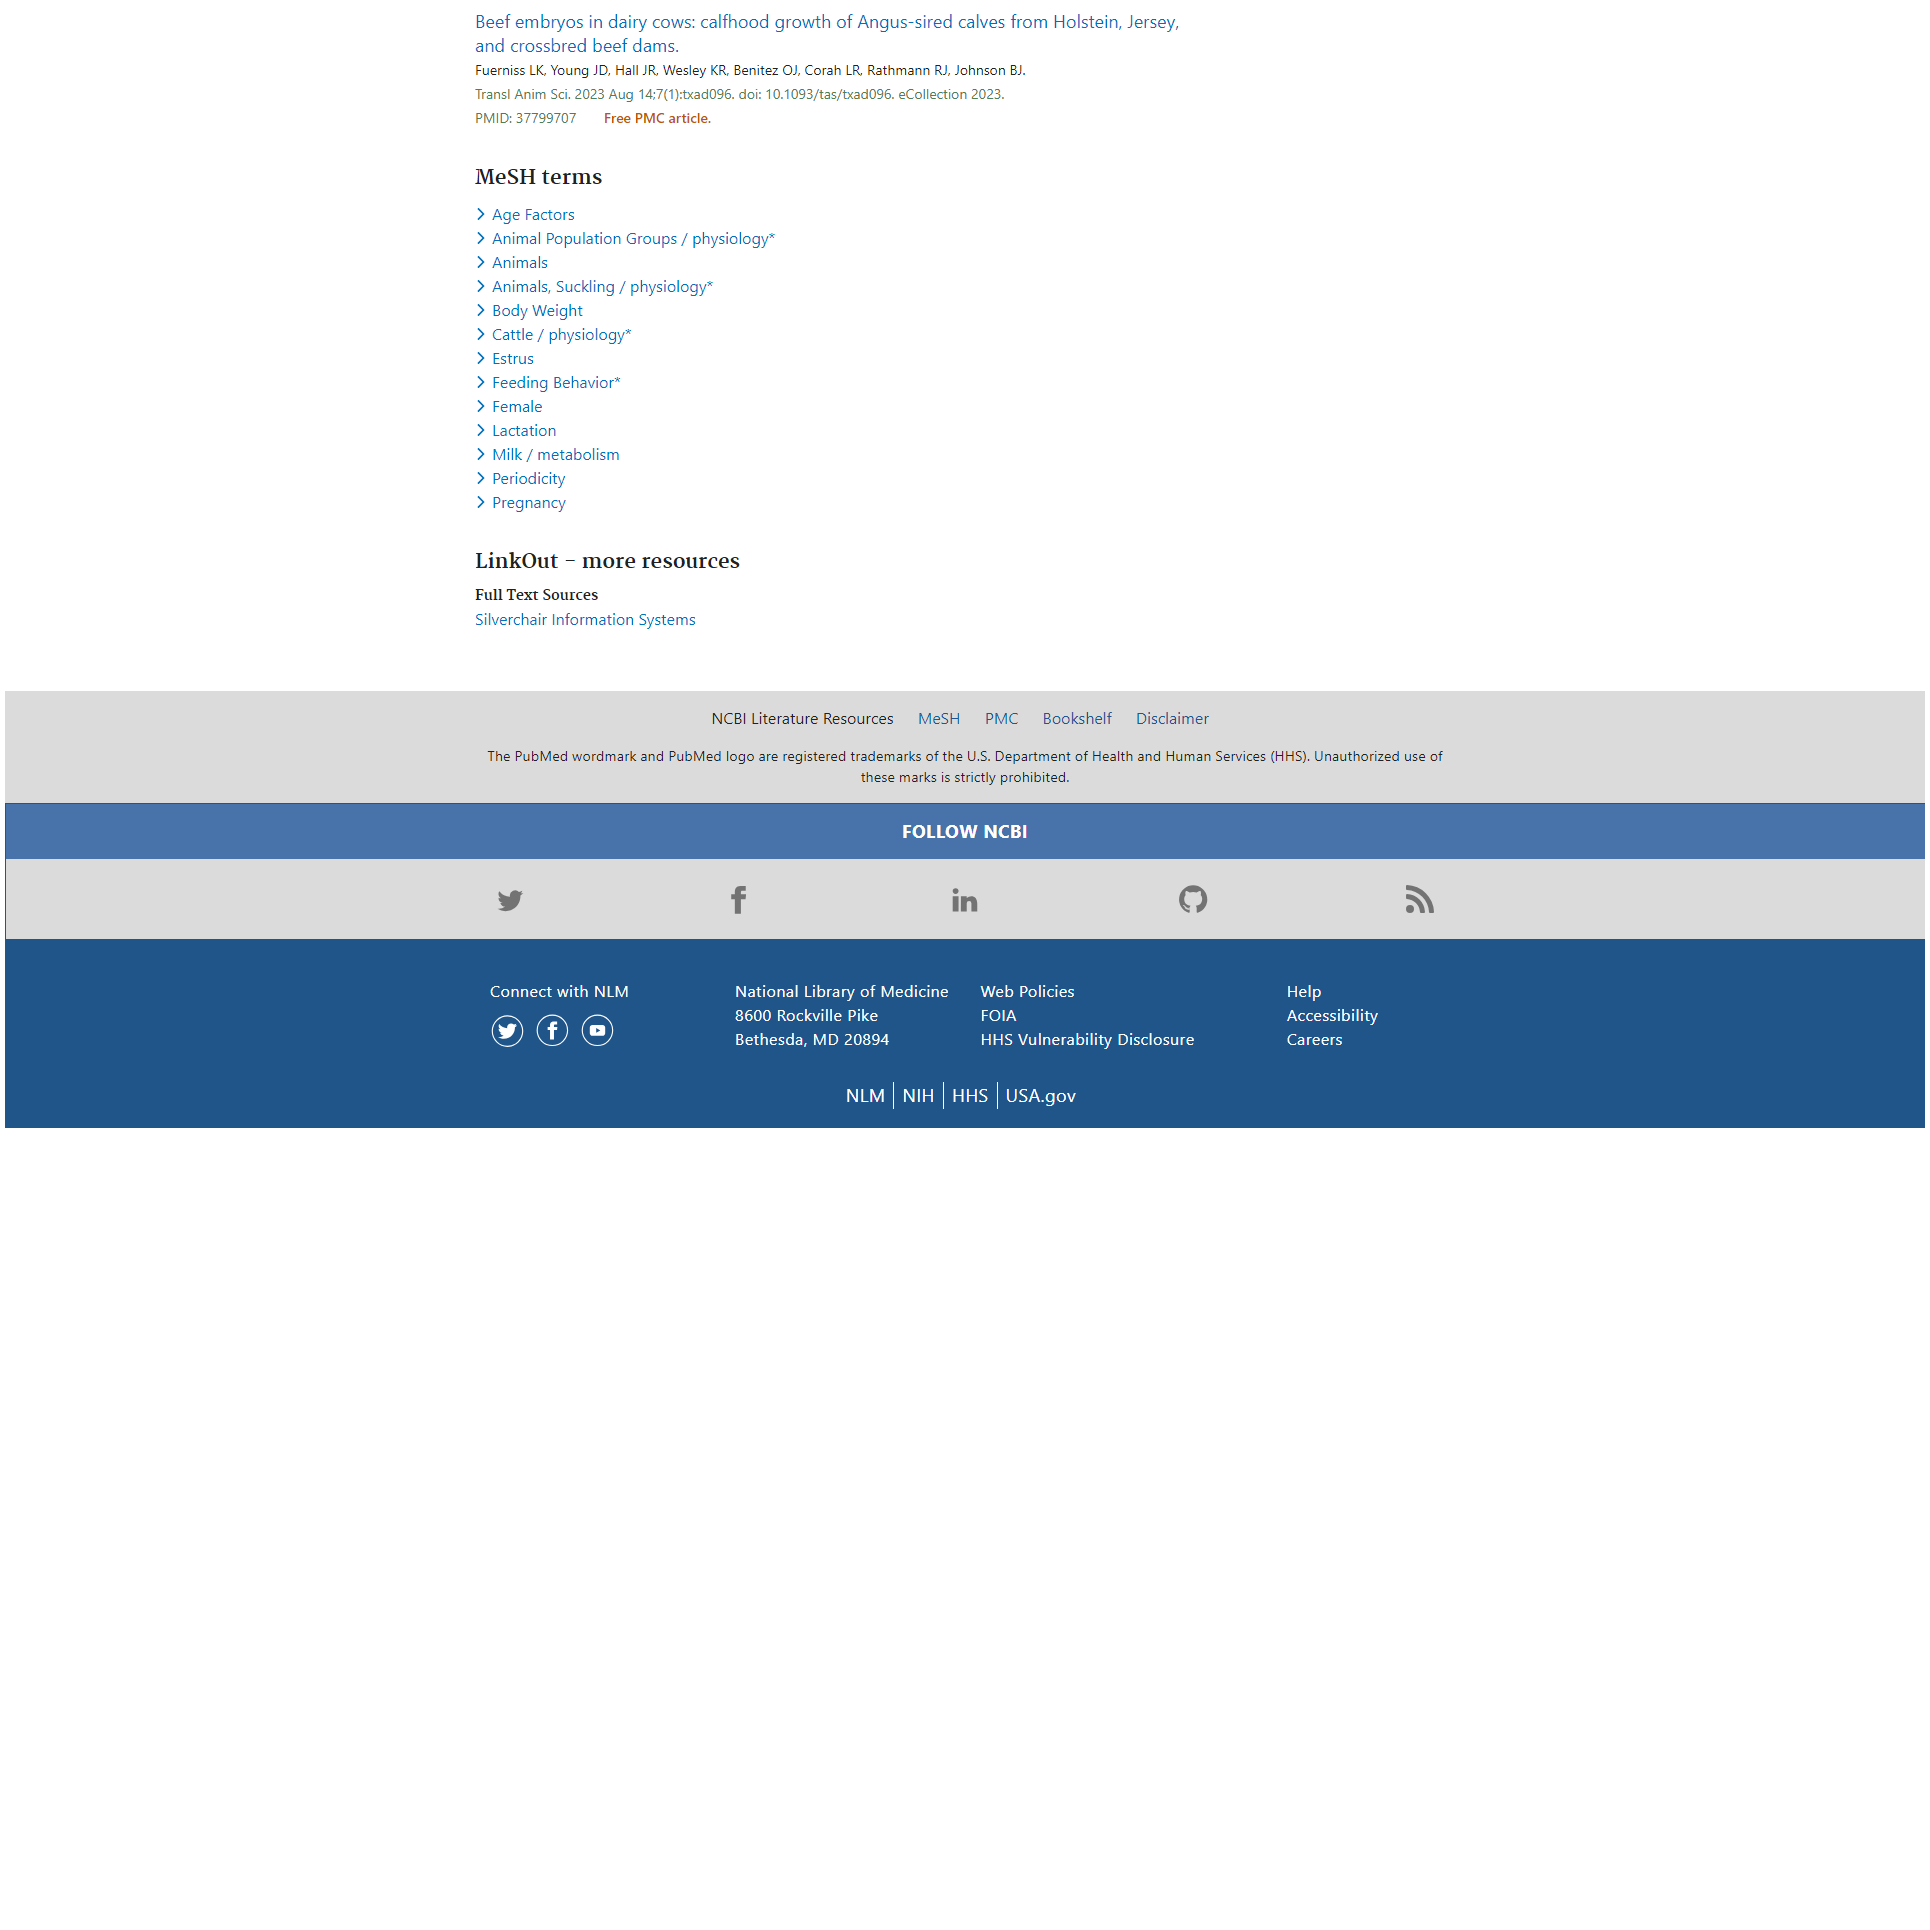 Beef embryos in dairy cows: calfhood growth of Angus-sired calves from Holstein, Jersey,
and crossbred beef dams.
Fuerniss LK, Young JD, Hall JR, Wesley KR, Benitez OJ, Corah LR, Rathmann RJ, Johnson BJ.
Transl Anim Sci. 2023 Aug 14;7(1):txad096. doi: 10.1093/tas/txad096. eCollection 2023.
PMID: 37799707 Free PMC article.
MeSH terms
Age Factors
Animal Population Groups / physiology*
Animals
Animals, Suckling / physiology*
Body Weight
Cattle / physiology*
Estrus
Feeding Behavior*
Female
Lactation
Milk / metabolism
Periodicity
Pregnancy
LinkOut - more resources
Full Text Sources
Silverchair Information Systems
NCBI Literature Resources MeSH PMC Bookshelf Disclaimer
The PubMed wordmark and PubMed logo are registered trademarks of the U.S. Department of Health and Human Services (HHS). Unauthorized use of
these marks is strictly prohibited.
FOLLOW NCBI
Connect with NLM
National Library of Medicine
8600 Rockville Pike
Bethesda, MD 20894
Web Policies
FOIA
HHS Vulnerability Disclosure
Help
Accessibility
Careers
NLM NIH HHS USA.gov